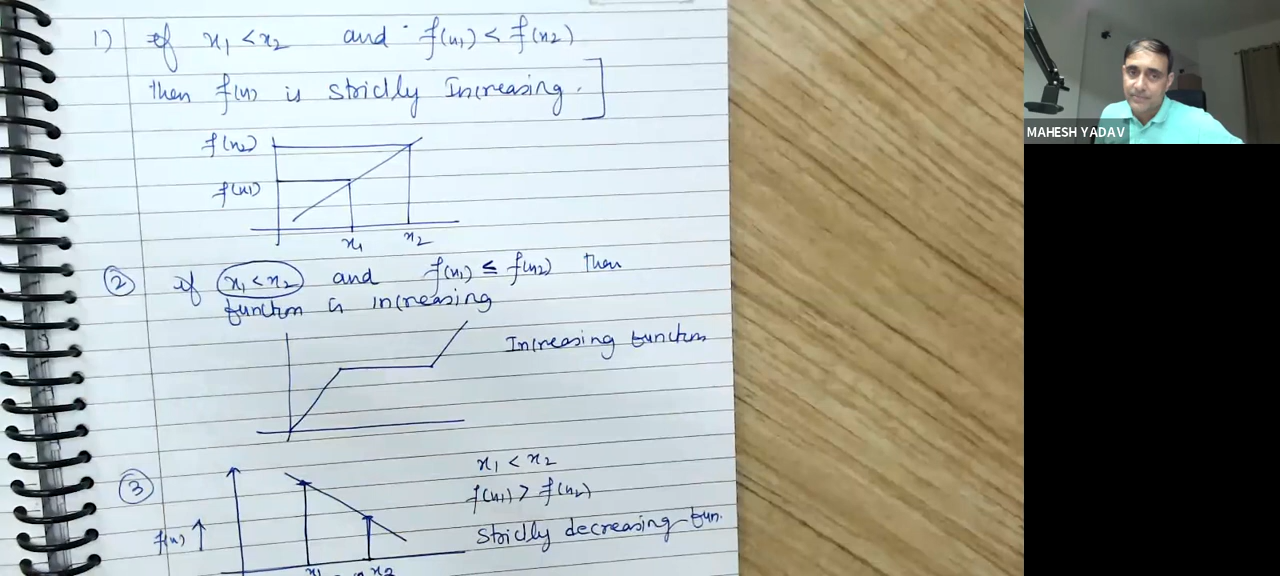 1) If x₁ < x₂ and f(x₁) < f(x₂)
then f(x) is strictly Increasing.
f(x₂)
f(x₁)
x₁ x₂
② if x₁ < x₂ and f(x₁) ≤ f(x₂) then
function is increasing
Increasing function
③
x₁ < x₂
f(x₁) > f(x₂)
Strictly decreasing fun.
f(x) ↑
x₁ x₂
MAHESH YADAV